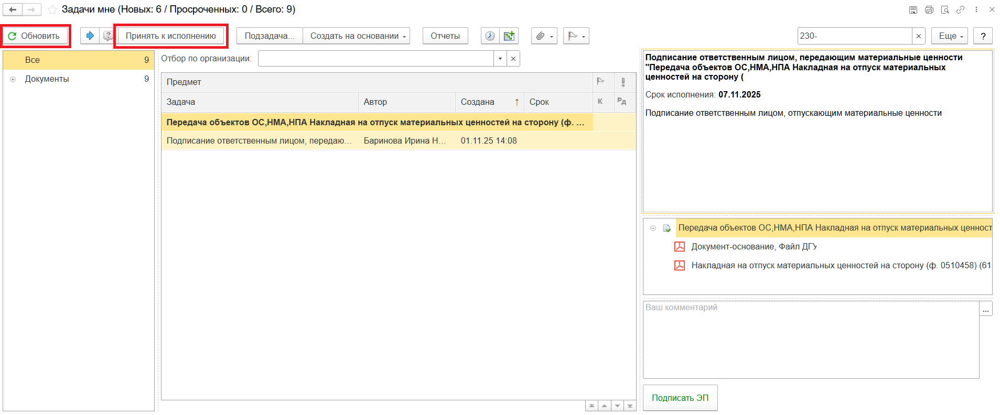 Задачи мне (Новых: 6 / Просроченных: 0 / Всего: 9)
Обновить
Принять к исполнению
Подзадача...
Создать на основании
Отчеты
230-
Еще
?
Все 9
Документы 9
Отбор по организации:
Предмет
Задача Автор Создана ↑ Срок К Рд
Передача объектов ОС,НМА,НПА Накладная на отпуск материальных ценностей на сторону (ф. ...
Подписание ответственным лицом, передаю... Баринова Ирина Н... 01.11.25 14:08
Подписание ответственным лицом, передающим материальные ценности
"Передача объектов ОС,НМА,НПА Накладная на отпуск материальных
ценностей на сторону (
Срок исполнения: 07.11.2025
Подписание ответственным лицом, отпускающим материальные ценности
Передача объектов ОС,НМА,НПА Накладная на отпуск материальных ценност
Документ-основание, Файл ДГУ
Накладная на отпуск материальных ценностей на сторону (ф. 0510458) (61
Ваш комментарий
...
Подписать ЭП